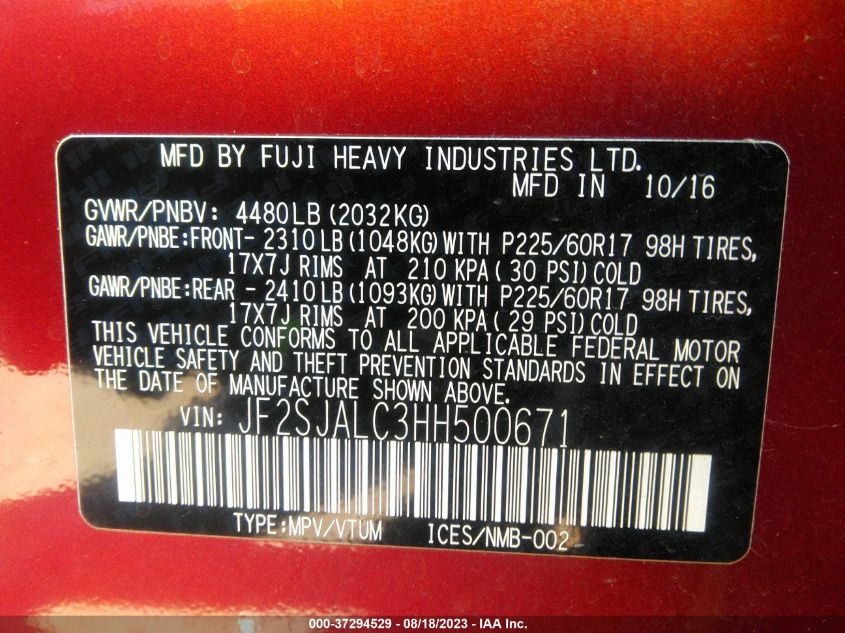 MFD BY FUJI HEAVY INDUSTRIES LTD.
MFD IN 10/16
GVWR/PNBV: 4480LB(2032KG)
GAWR/PNBE:FRONT- 2310LB(1048KG)WITH P225/60R17 98H TIRES,
17X7J RIMS AT 210 KPA(30 PSI)COLD
GAWR/PNBE:REAR - 2410LB(1093KG)WITH P225/60R17 98H TIRES,
17X7J RIMS AT 200 KPA(29 PSI)COLD
THIS VEHICLE CONFORMS TO ALL APPLICABLE FEDERAL MOTOR
VEHICLE SAFETY AND THEFT PREVENTION STANDARDS IN EFFECT ON
THE DATE OF MANUFACTURE SHOWN ABOVE.
VIN: JF2SJALC3HH500671
TYPE:MPV/VTUM ICES/NMB-002
000-37294529 - 08/18/2023 - IAA Inc.